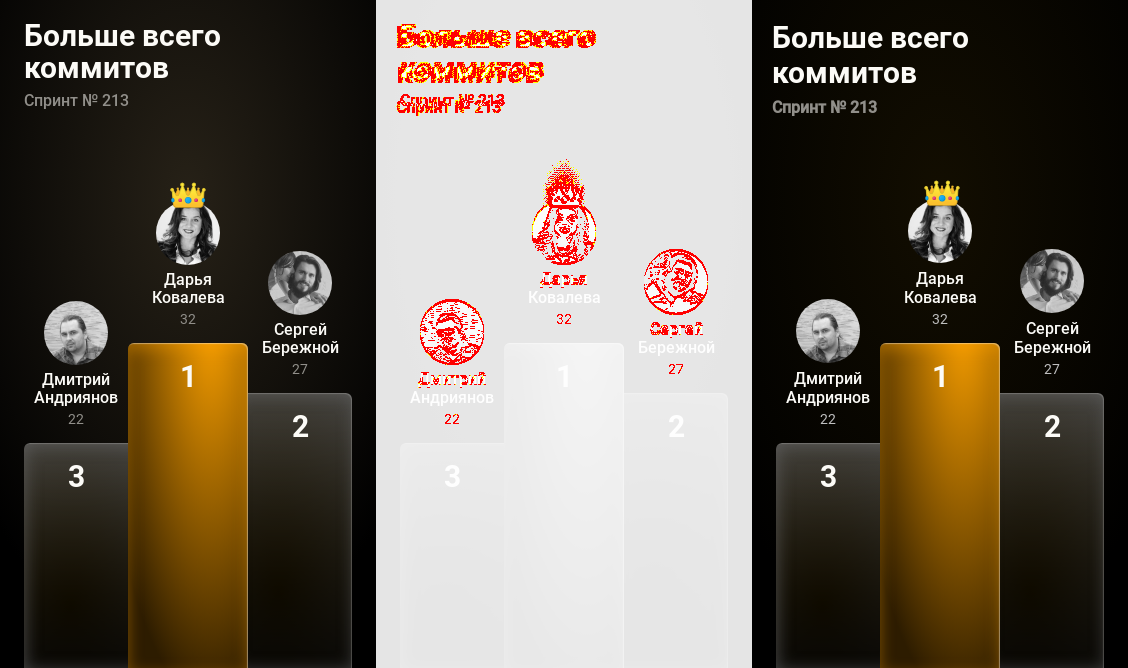 Больше всего
коммитов
Спринт № 213
Дарья
Ковалева
32
Сергей
Бережной
27
Дмитрий
Андриянов
22
1
2
3
Больше всего
коммитов
Спринт № 213
Дарья
Ковалева
32
Сергей
Бережной
27
Дмитрий
Андриянов
22
1
2
3
Больше всего
коммитов
Спринт № 213
Дарья
Ковалева
32
Сергей
Бережной
27
Дмитрий
Андриянов
22
1
2
3